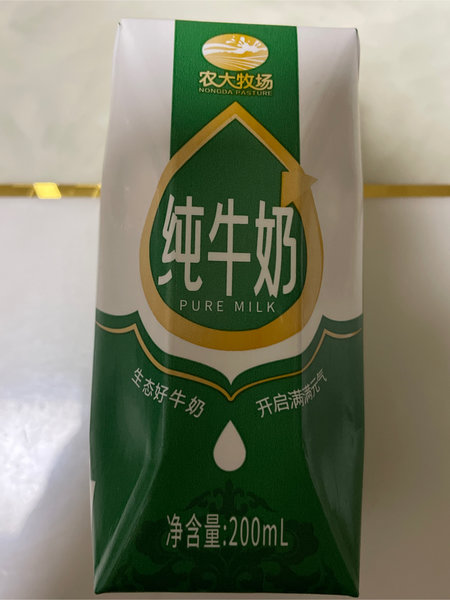 农大牧场
NONGDA PASTURE
纯牛奶
PURE MILK
生态好牛奶
开启满满元气
净含量:200mL